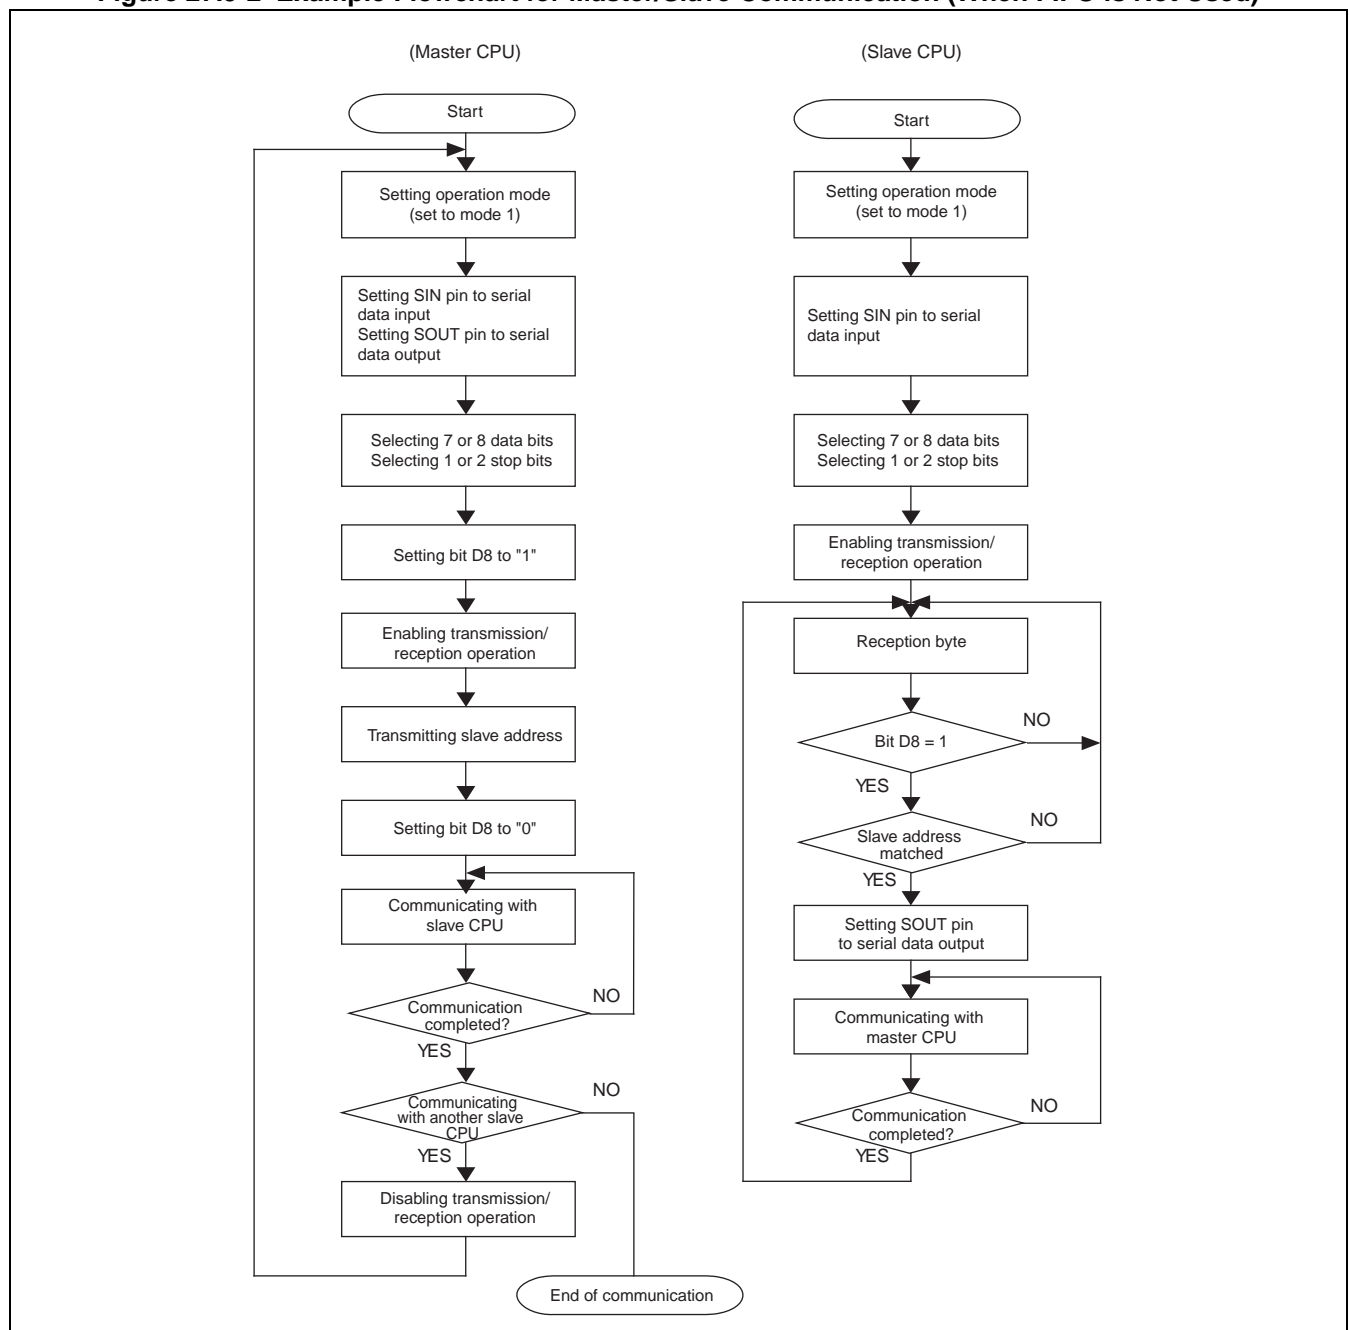 (Master CPU)
Start
Setting operation mode
(set to mode 1)
Setting SIN pin to serial
data input
Setting SOUT pin to serial
data output
Selecting 7 or 8 data bits
Selecting 1 or 2 stop bits
Setting bit D8 to "1"
Enabling transmission/
reception operation
Transmitting slave address
Setting bit D8 to "0"
Communicating with
slave CPU
Communication
completed?
NO
YES
Communicating
with another slave
CPU
NO
YES
Disabling transmission/
reception operation
End of communication
(Slave CPU)
Start
Setting operation mode
(set to mode 1)
Setting SIN pin to serial
data input
Selecting 7 or 8 data bits
Selecting 1 or 2 stop bits
Enabling transmission/
reception operation
Reception byte
Bit D8 = 1
NO
YES
Slave address
matched
NO
YES
Setting SOUT pin
to serial data output
Communicating with
master CPU
Communication
completed?
NO
YES